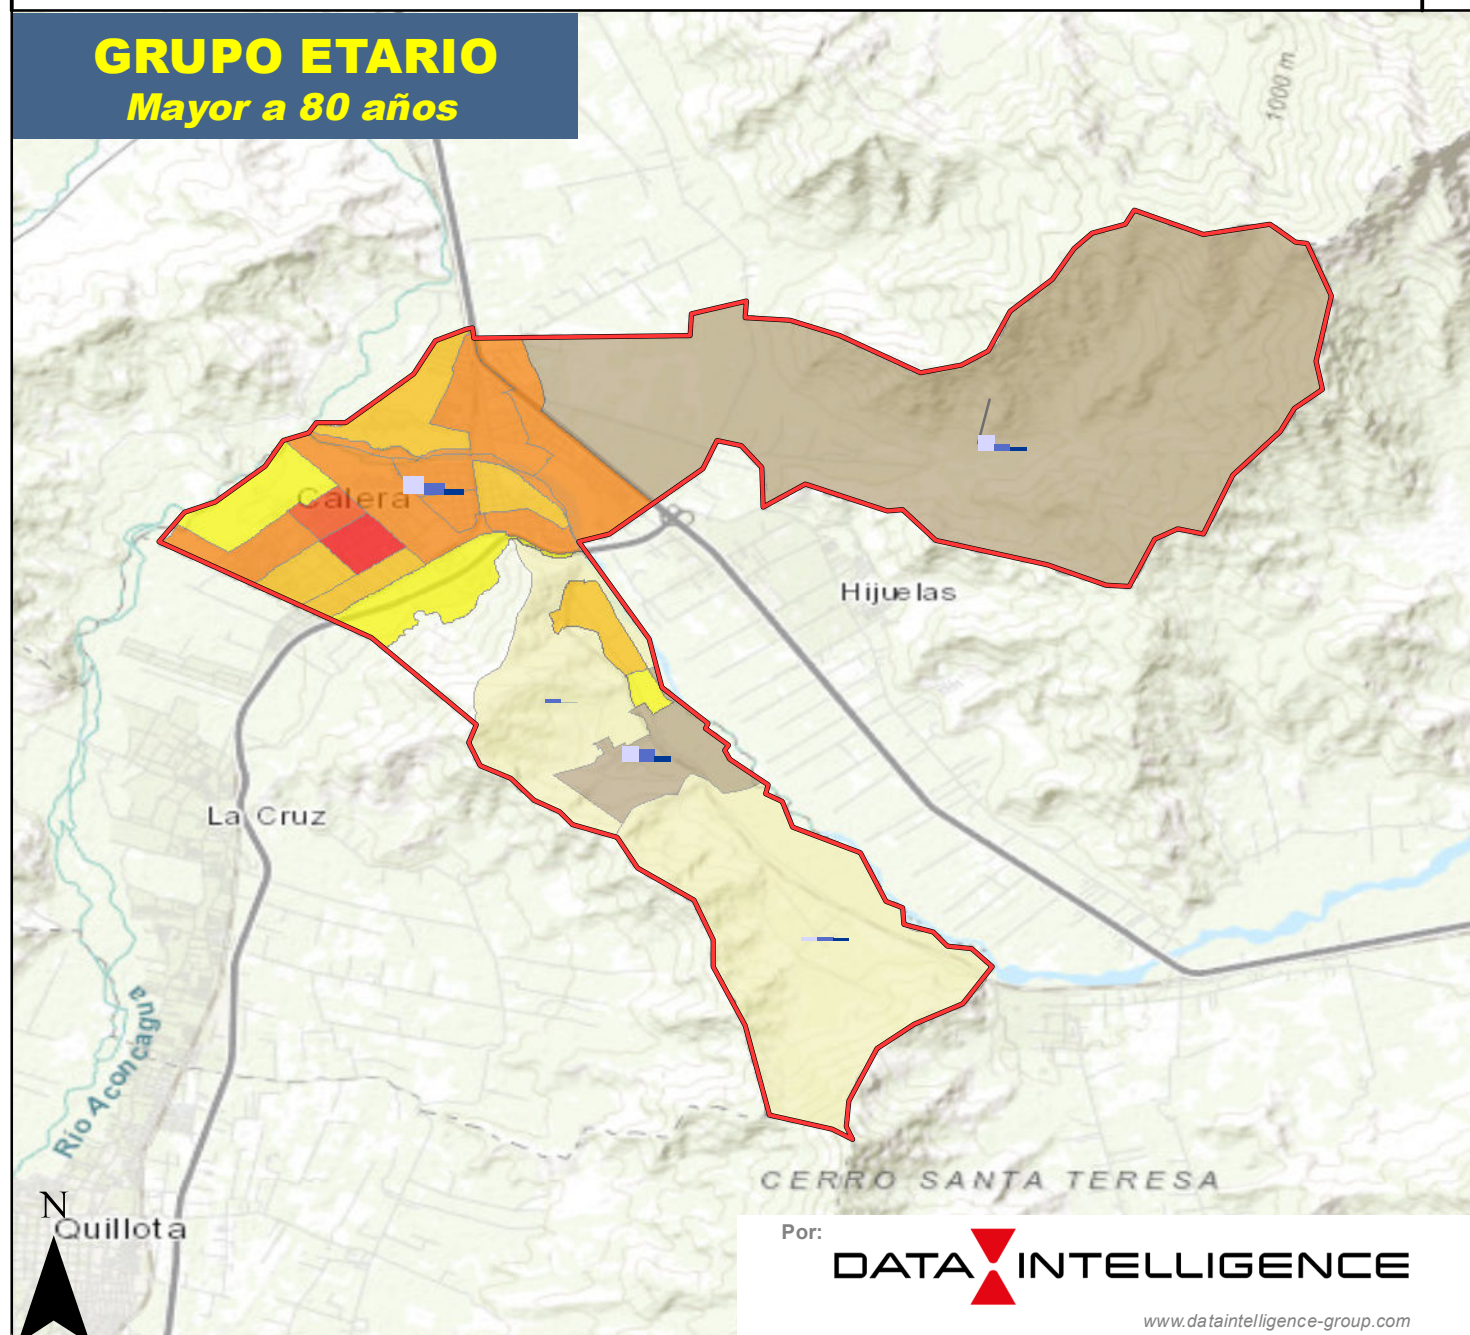 GRUPO ETARIO
Mayor a 80 años
1000 m
Calera
Hijuelas
La Cruz
Río Aconcagua
CERRO SANTA TERESA
N
Quillota
Por:
DATA INTELLIGENCE
www.dataintelligence-group.com